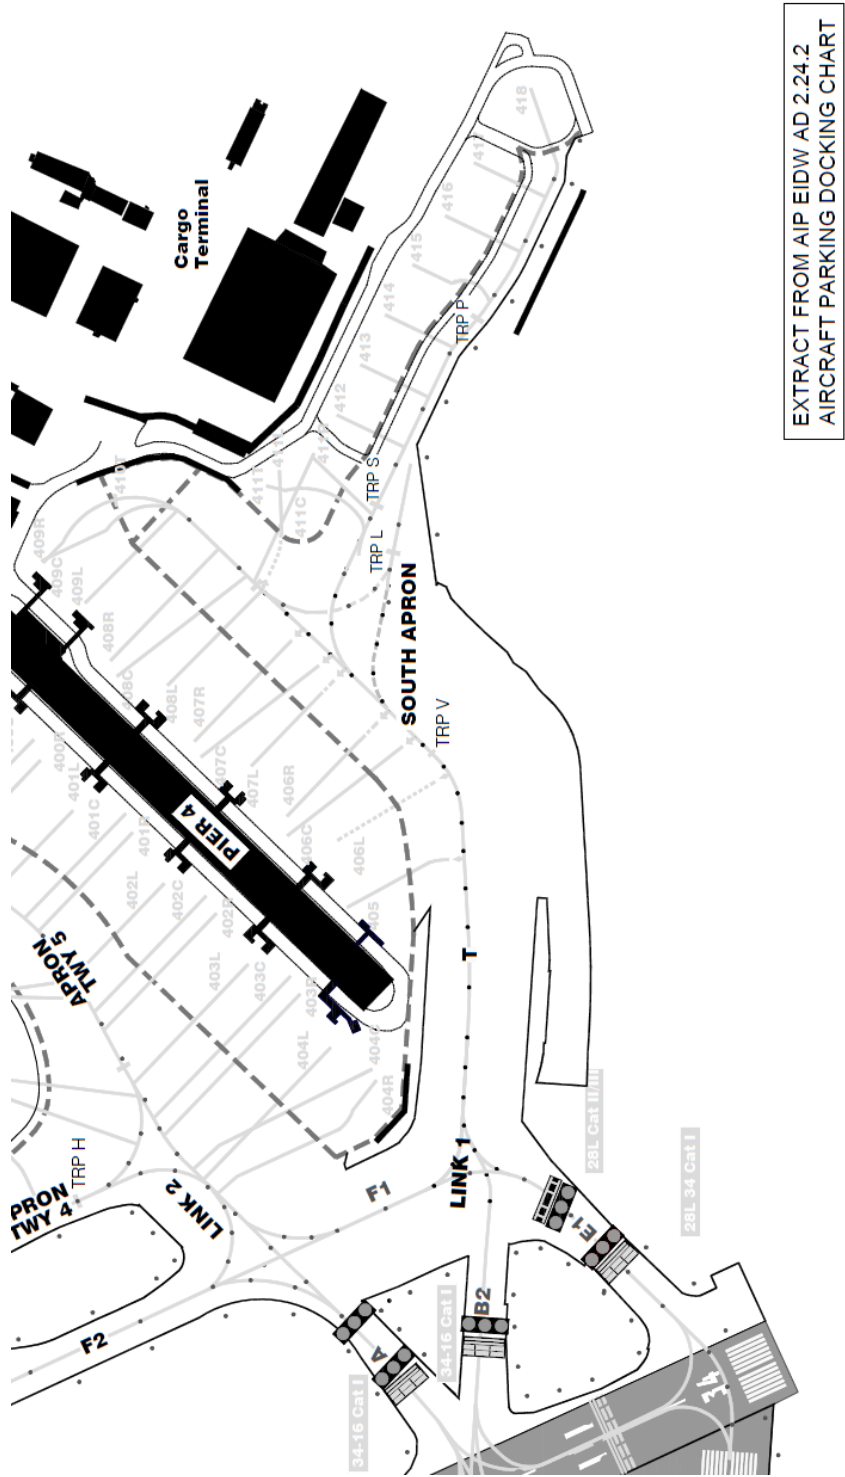 EXTRACT FROM AIP EIDW AD 2.24.2
AIRCRAFT PARKING DOCKING CHART
Cargo
Terminal
418
416
415
414
413
412
TRP P
TRP S
TRP L
411T
411C
410T
409R
409C
409L
408R
408C
408L
407R
407C
407L
406R
406C
406L
405
SOUTH APRON
TRP V
PIER 4
401L
401C
402L
402C
403L
403C
404L
404R
APRON
TWY 5
T
TRP H
TWY 4
LINK 2
LINK 1
F1
F2
E1
B2
A
28L Cat II/III
28L 34 Cat I
34-16 Cat I
34-16 Cat I
34